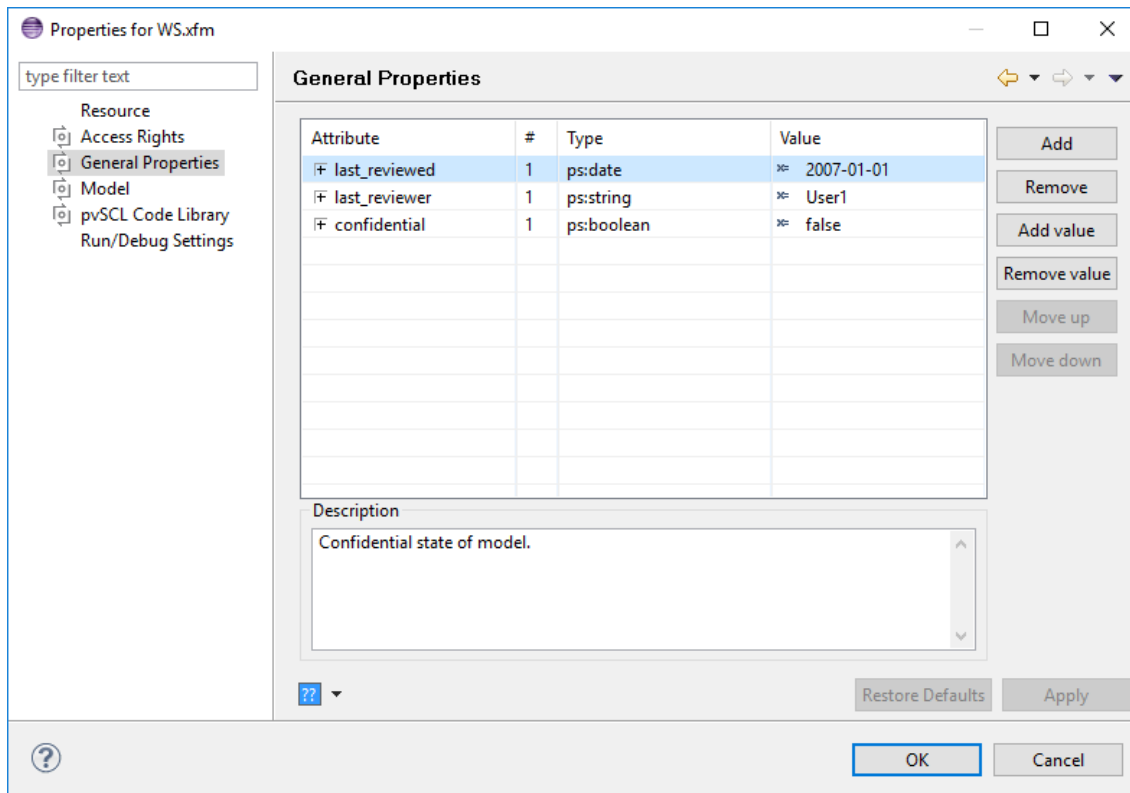 Properties for WS.xfm
type filter text
Resource
Access Rights
General Properties
Model
pvSCL Code Library
Run/Debug Settings
General Properties
Attribute # Type Value
last_reviewed 1 ps:date 2007-01-01
last_reviewer 1 ps:string User1
confidential 1 ps:boolean false
Add
Remove
Add value
Remove value
Move up
Move down
Description
Confidential state of model.
??
Restore Defaults Apply
?
OK Cancel